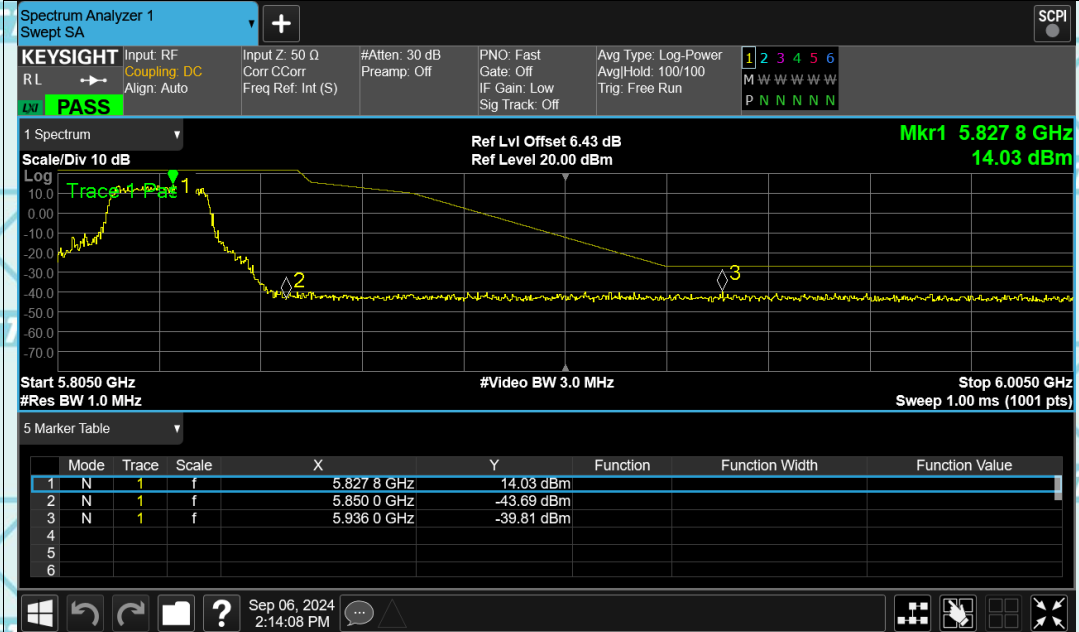 Spectrum Analyzer 1
Swept SA
+
SCPI
KEYSIGHT Input: RF Input Z: 50 Ω #Atten: 30 dB PNO: Fast Avg Type: Log-Power 1 2 3 4 5 6
RL Coupling: DC Corr CCorr Preamp: Off Gate: Off Avg|Hold: 100/100 M W W W W W
Align: Auto Freq Ref: Int (S) IF Gain: Low Trig: Free Run
LXI PASS Sig Track: Off P N N N N N
1 Spectrum
Ref Lvl Offset 6.43 dB
Mkr1 5.827 8 GHz
Scale/Div 10 dB Ref Level 20.00 dBm 14.03 dBm
Log
Trace 1 Pas 1
10.0
0.00
-10.0
-20.0
-30.0
2 3
-40.0
-50.0
-60.0
-70.0
Start 5.8050 GHz #Video BW 3.0 MHz Stop 6.0050 GHz
#Res BW 1.0 MHz Sweep 1.00 ms (1001 pts)
5 Marker Table
Mode Trace Scale X Y Function Function Width Function Value
1 N 1 f 5.827 8 GHz 14.03 dBm
2 N 1 f 5.850 0 GHz -43.69 dBm
3 N 1 f 5.936 0 GHz -39.81 dBm
4
5
6
? Sep 06, 2024
2:14:08 PM